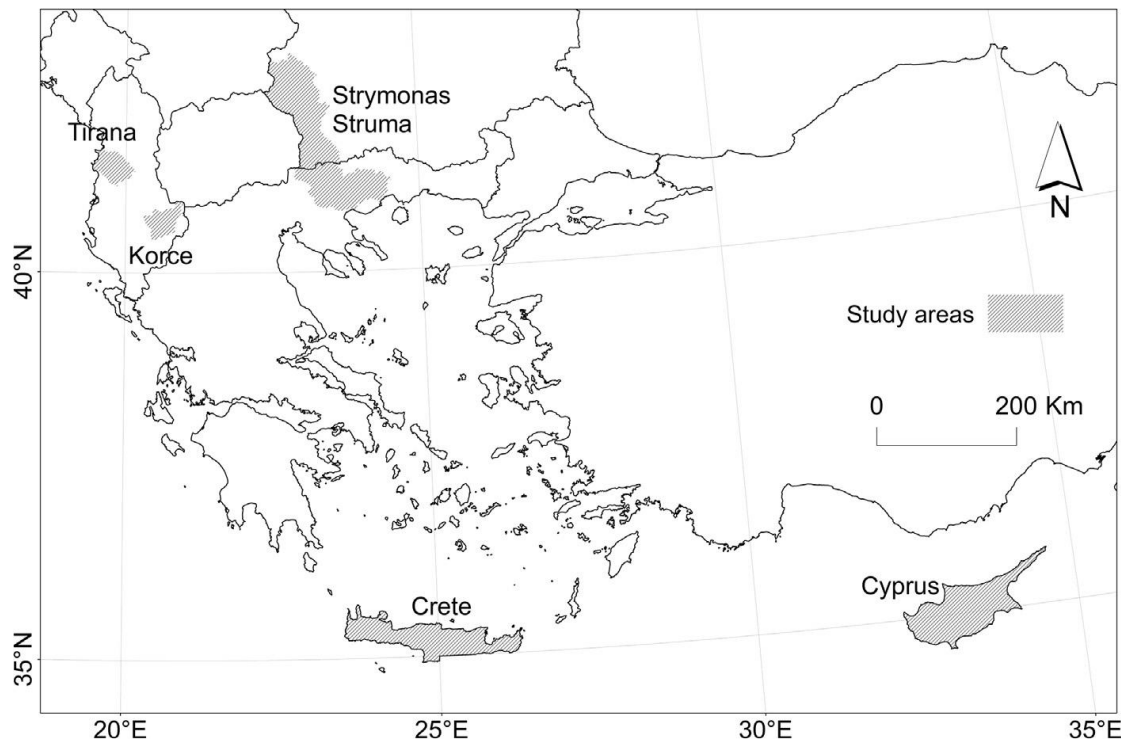 Strymonas
Struma
Tirana
N
Korce
40°N
Study areas
0 200 Km
Crete
Cyprus
35°N
20°E 25°E 30°E 35°E